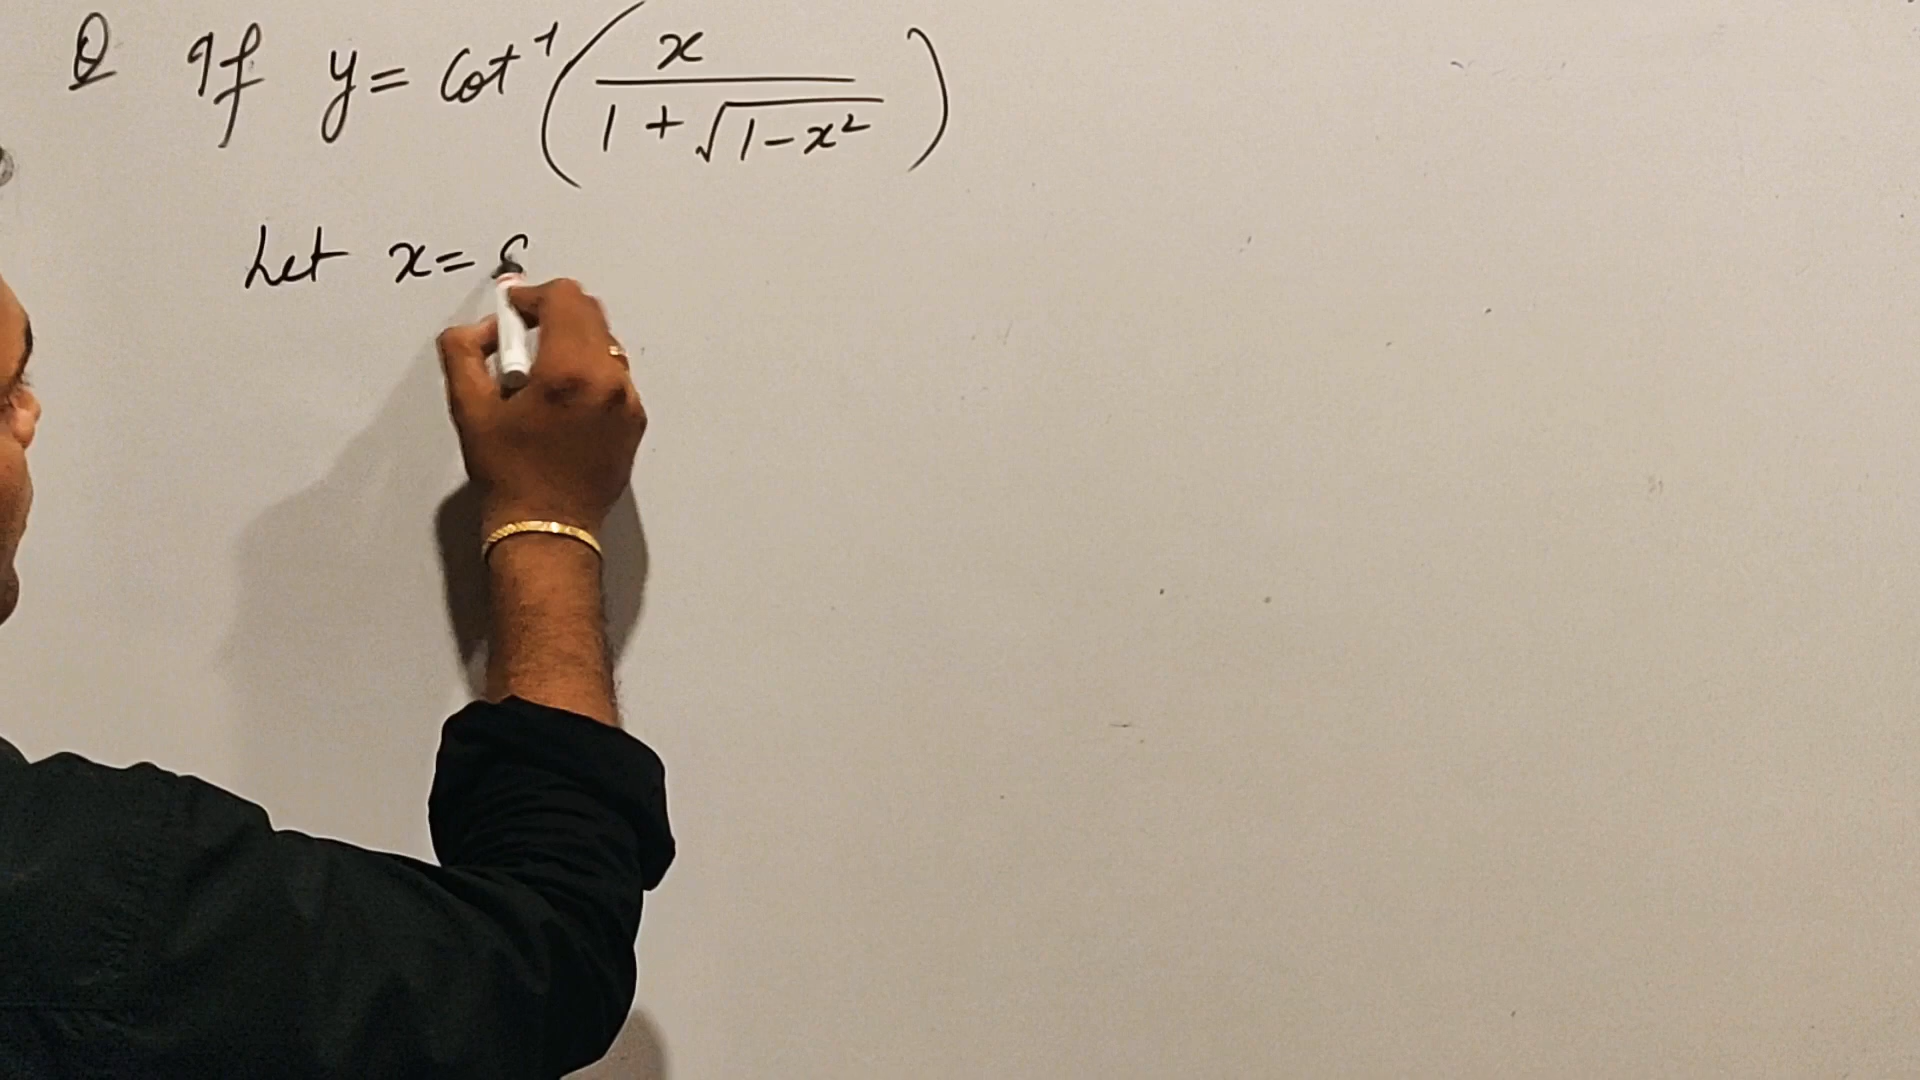 Q If y = Cot⁻¹(x / (1 + √(1-x²)))
Let x = s